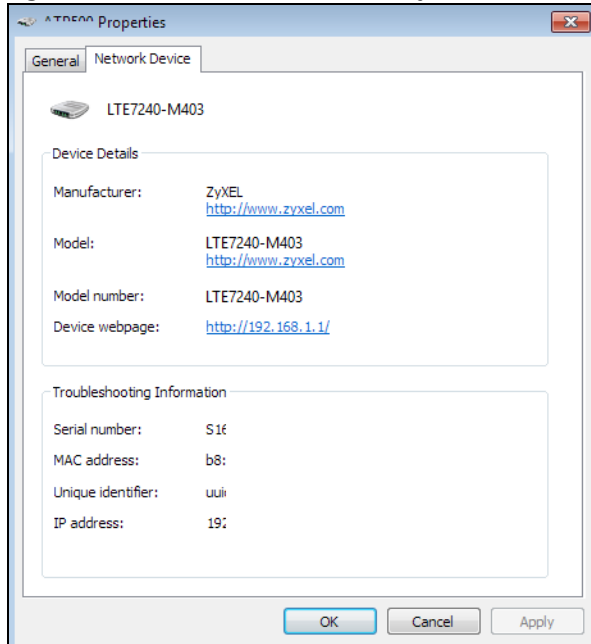 Properties
General Network Device
LTE7240-M403
Device Details
Manufacturer: ZyXEL
http://www.zyxel.com
Model: LTE7240-M403
http://www.zyxel.com
Model number: LTE7240-M403
Device webpage: http://192.168.1.1/
Troubleshooting Information
Serial number: S16
MAC address: b8:
Unique identifier:
IP address: 192
OK Cancel Apply